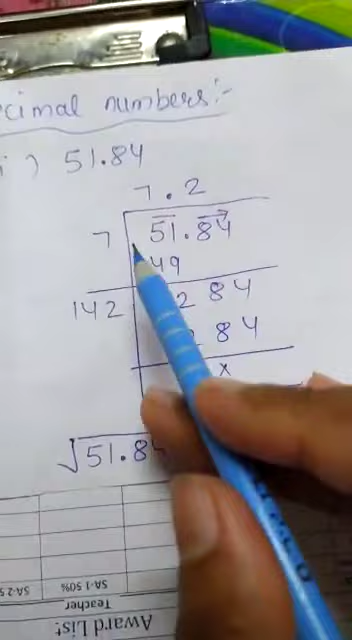 cimal numbers:-
i) 51.84
7.2
7 51.84
49
142 2 84
84
x
√51.84
SA-2 5
SA-1 50%
Teacher
Award List: